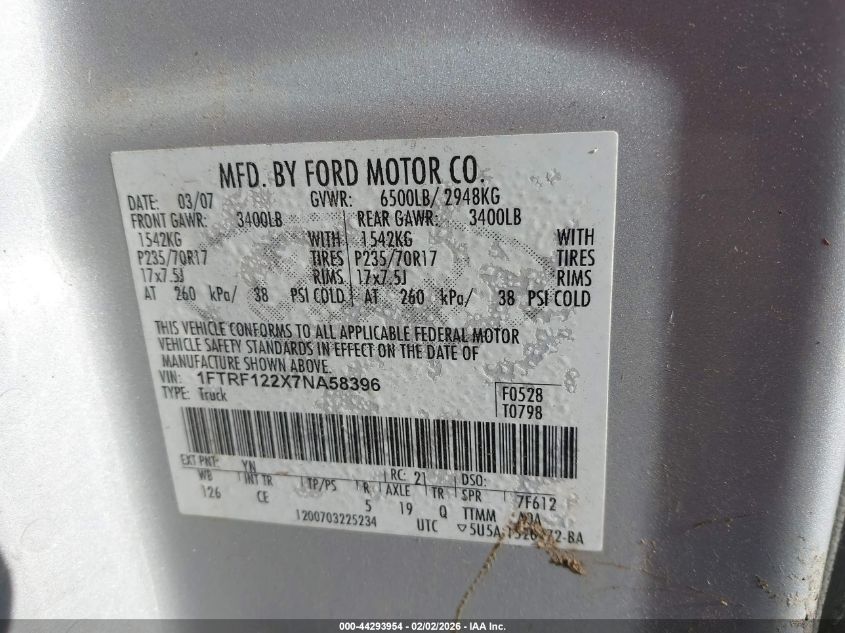 MFD. BY FORD MOTOR CO.
DATE: 03/07 GVWR: 6500LB/ 2948KG
FRONT GAWR: 3400LB REAR GAWR: 3400LB
1542KG WITH 1542KG WITH
P235/70R17 TIRES P235/70R17 TIRES
17x7.5J RIMS 17x7.5J RIMS
AT 260 kPa/ 38 PSI COLD AT 260 kPa/ 38 PSI COLD
THIS VEHICLE CONFORMS TO ALL APPLICABLE FEDERAL MOTOR
VEHICLE SAFETY STANDARDS IN EFFECT ON THE DATE OF
MANUFACTURE SHOWN ABOVE.
VIN: 1FTRF122X7NA58396
TYPE: Truck
F0528
T0798
EXT PNT: YN RC: 21 DSO:
WB INT TR TP/PS R AXLE TR SPR 7F612
126 CE 5 19 Q TTMM
1200703225234 UTC
000-44293954 - 02/02/2026 - IAA Inc.